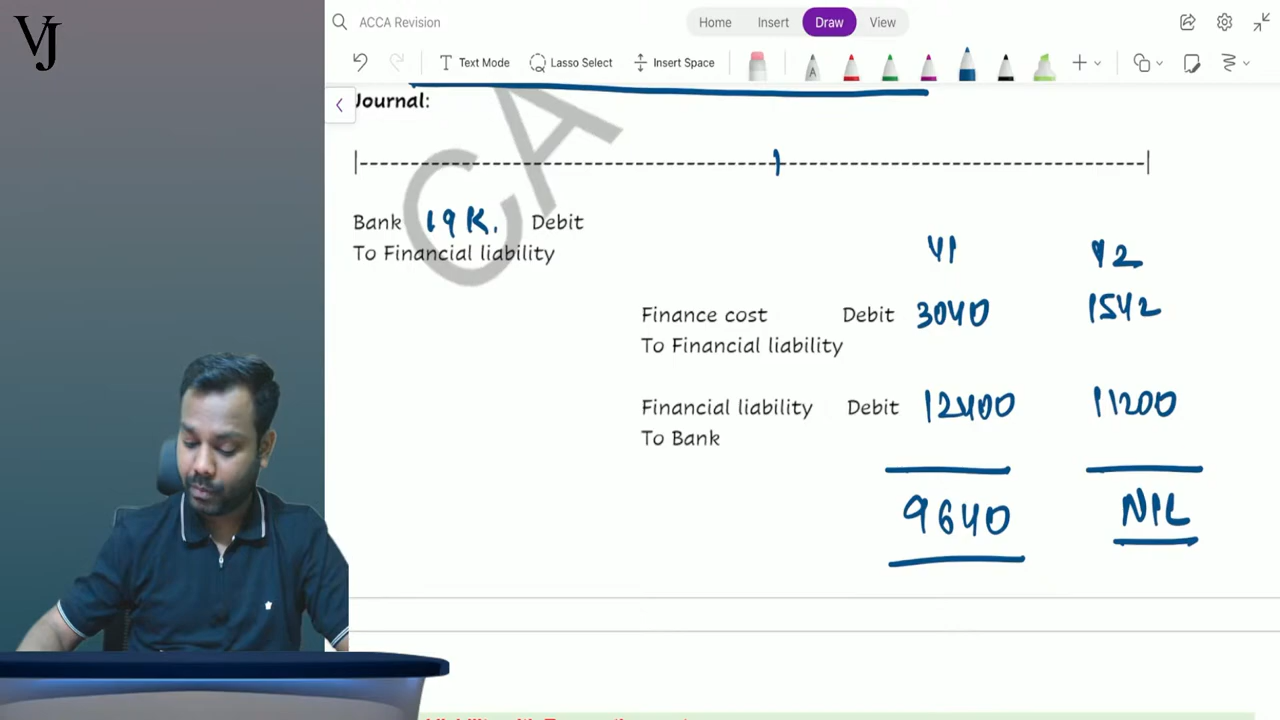 VJ
ACCA Revision
Home Insert Draw View
Text Mode Lasso Select Insert Space
Journal:
Bank 19K. Debit
To Financial liability
Y1 Y2
Finance cost Debit 3040 1542
To Financial liability
Financial liability Debit 12400 11200
To Bank
9640 NIL
CA